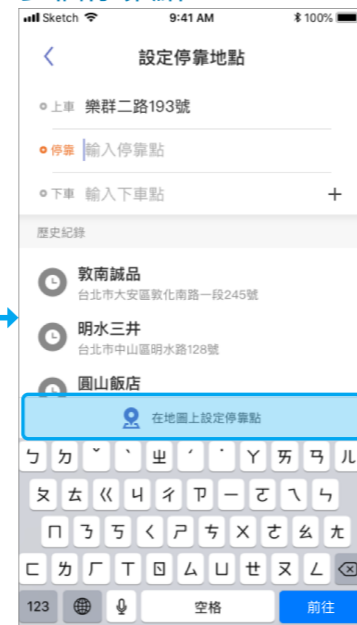 Sketch 9:41 AM 100%
設定停靠地點
上車 樂群二路193號
停靠 輸入停靠點
下車 輸入下車點 +
歷史紀錄
敦南誠品
台北市大安區敦化南路一段245號
明水三井
台北市中山區明水路128號
圓山飯店
在地圖上設定停靠點
ㄅ ㄉ ˇ ˋ ㄓ ˊ ˙ ㄚ ㄞ ㄢ ㄦ
ㄆ ㄊ ㄍ ㄐ ㄔ ㄗ ㄧ ㄛ ㄟ ㄣ
ㄇ ㄋ ㄎ ㄑ ㄕ ㄘ ㄨ ㄜ ㄠ ㄤ
ㄈ ㄌ ㄏ ㄒ ㄖ ㄙ ㄩ ㄝ ㄡ ㄥ
123 空格 前往